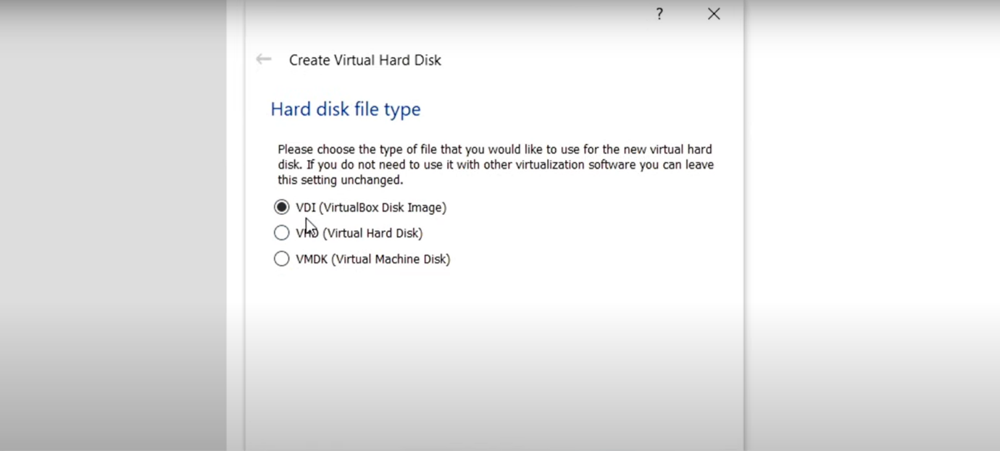 ?
Create Virtual Hard Disk
Hard disk file type
Please choose the type of file that you would like to use for the new virtual hard
disk. If you do not need to use it with other virtualization software you can leave
this setting unchanged.
VDI (VirtualBox Disk Image)
VHD (Virtual Hard Disk)
VMDK (Virtual Machine Disk)